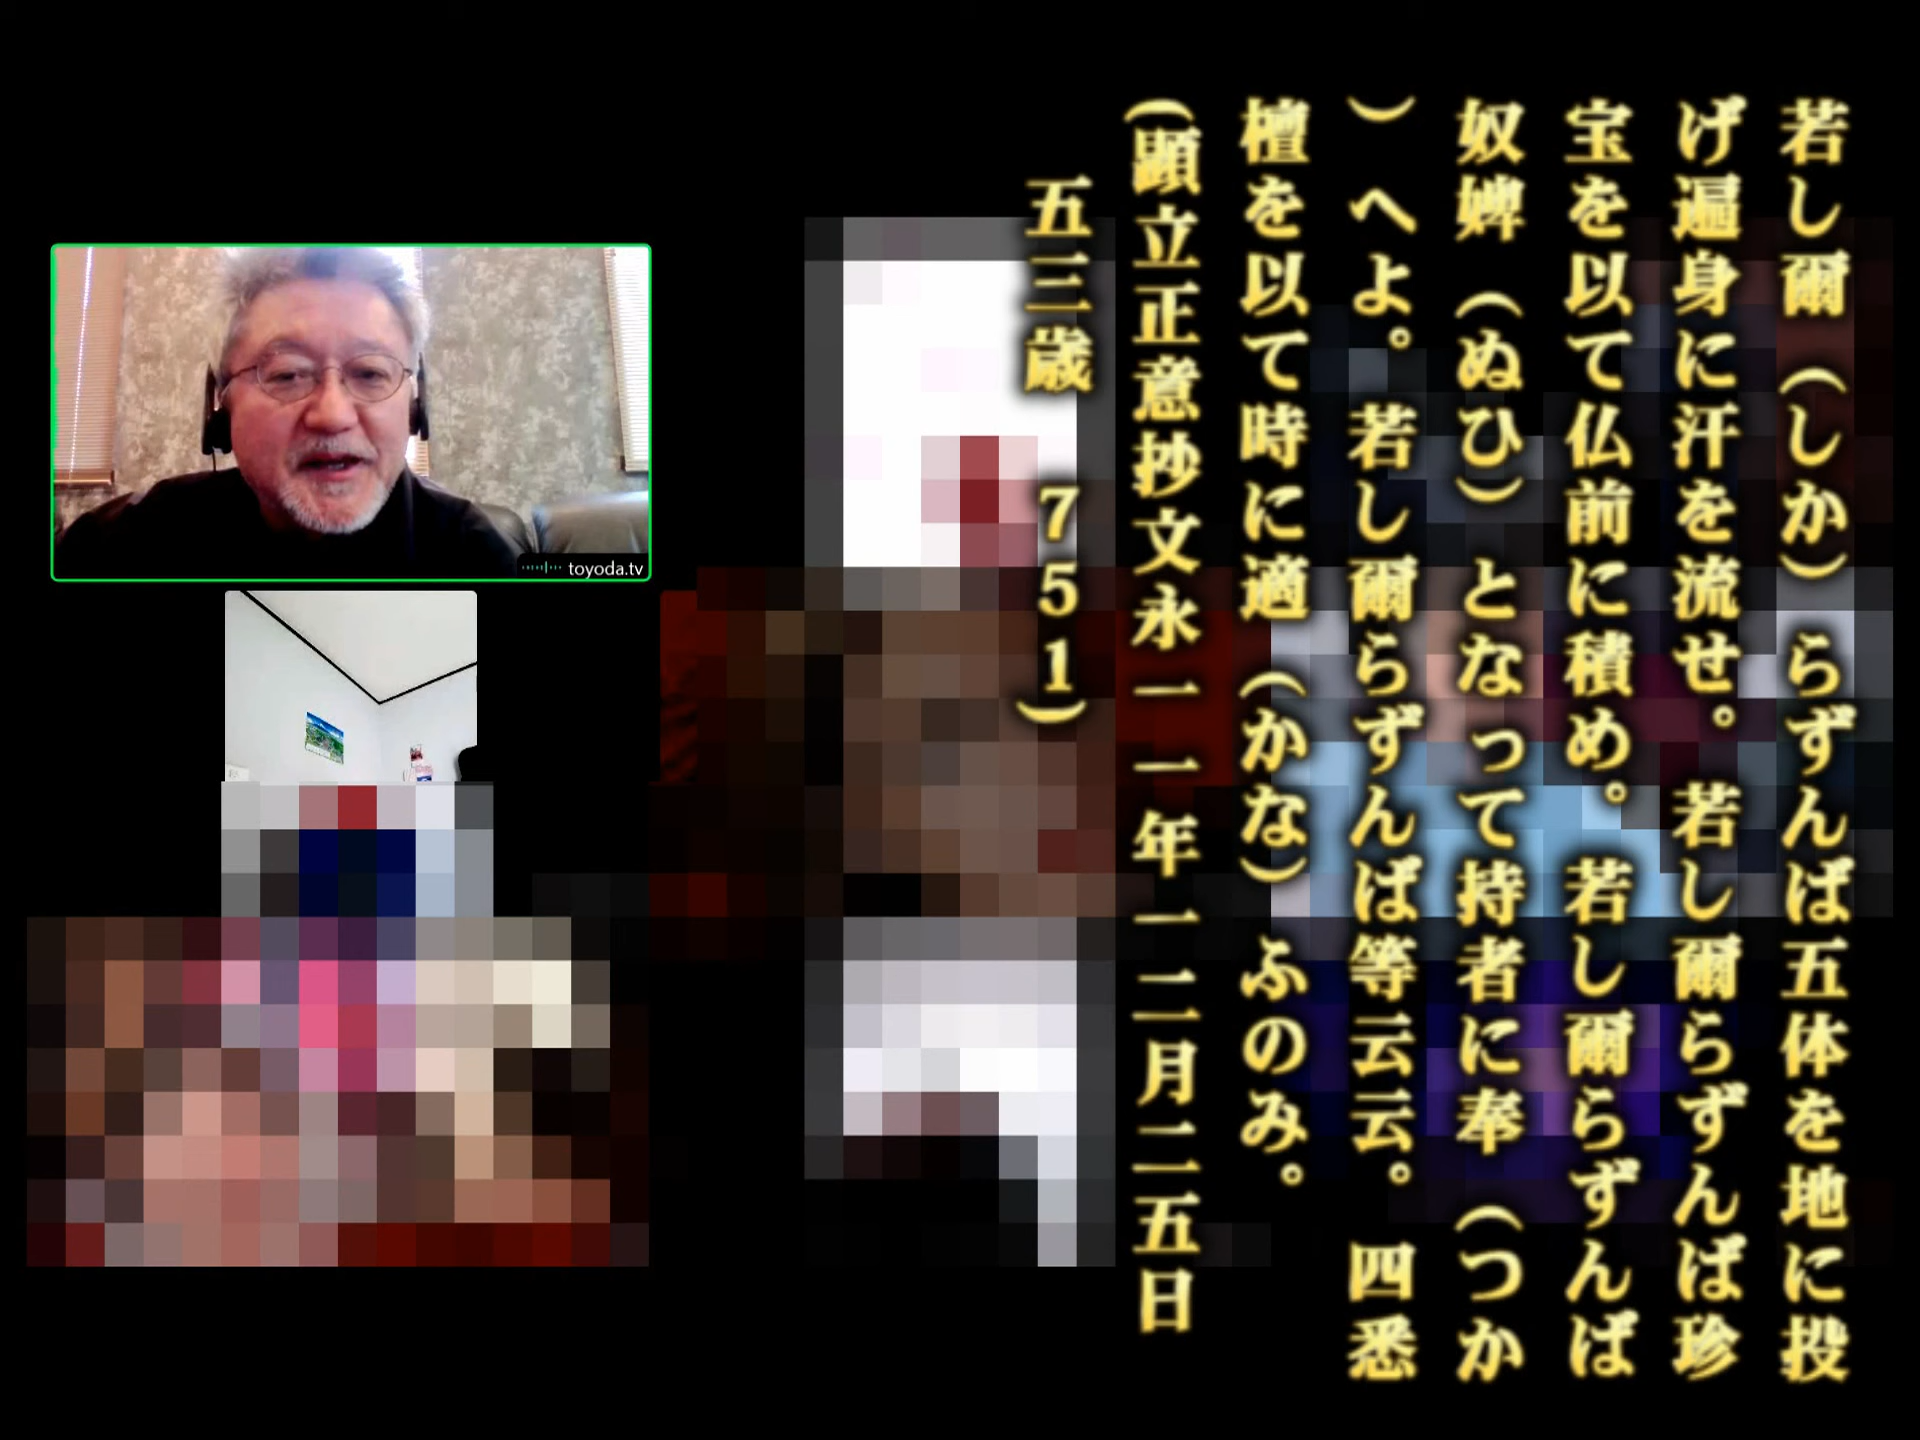 若し爾（しか）らずんば五体を地に投
げ遍身に汗を流せ。若し爾らずんば珍
宝を以て仏前に積め。若し爾らずんば
奴婢（ぬひ）となって持者に奉（つか
）へよ。若し爾らずんば等云云。四悉
檀を以て時に適（かな）ふのみ。
(顕立正意抄文永一一年一二月二五日
五三歳　７５１)
toyoda.tv